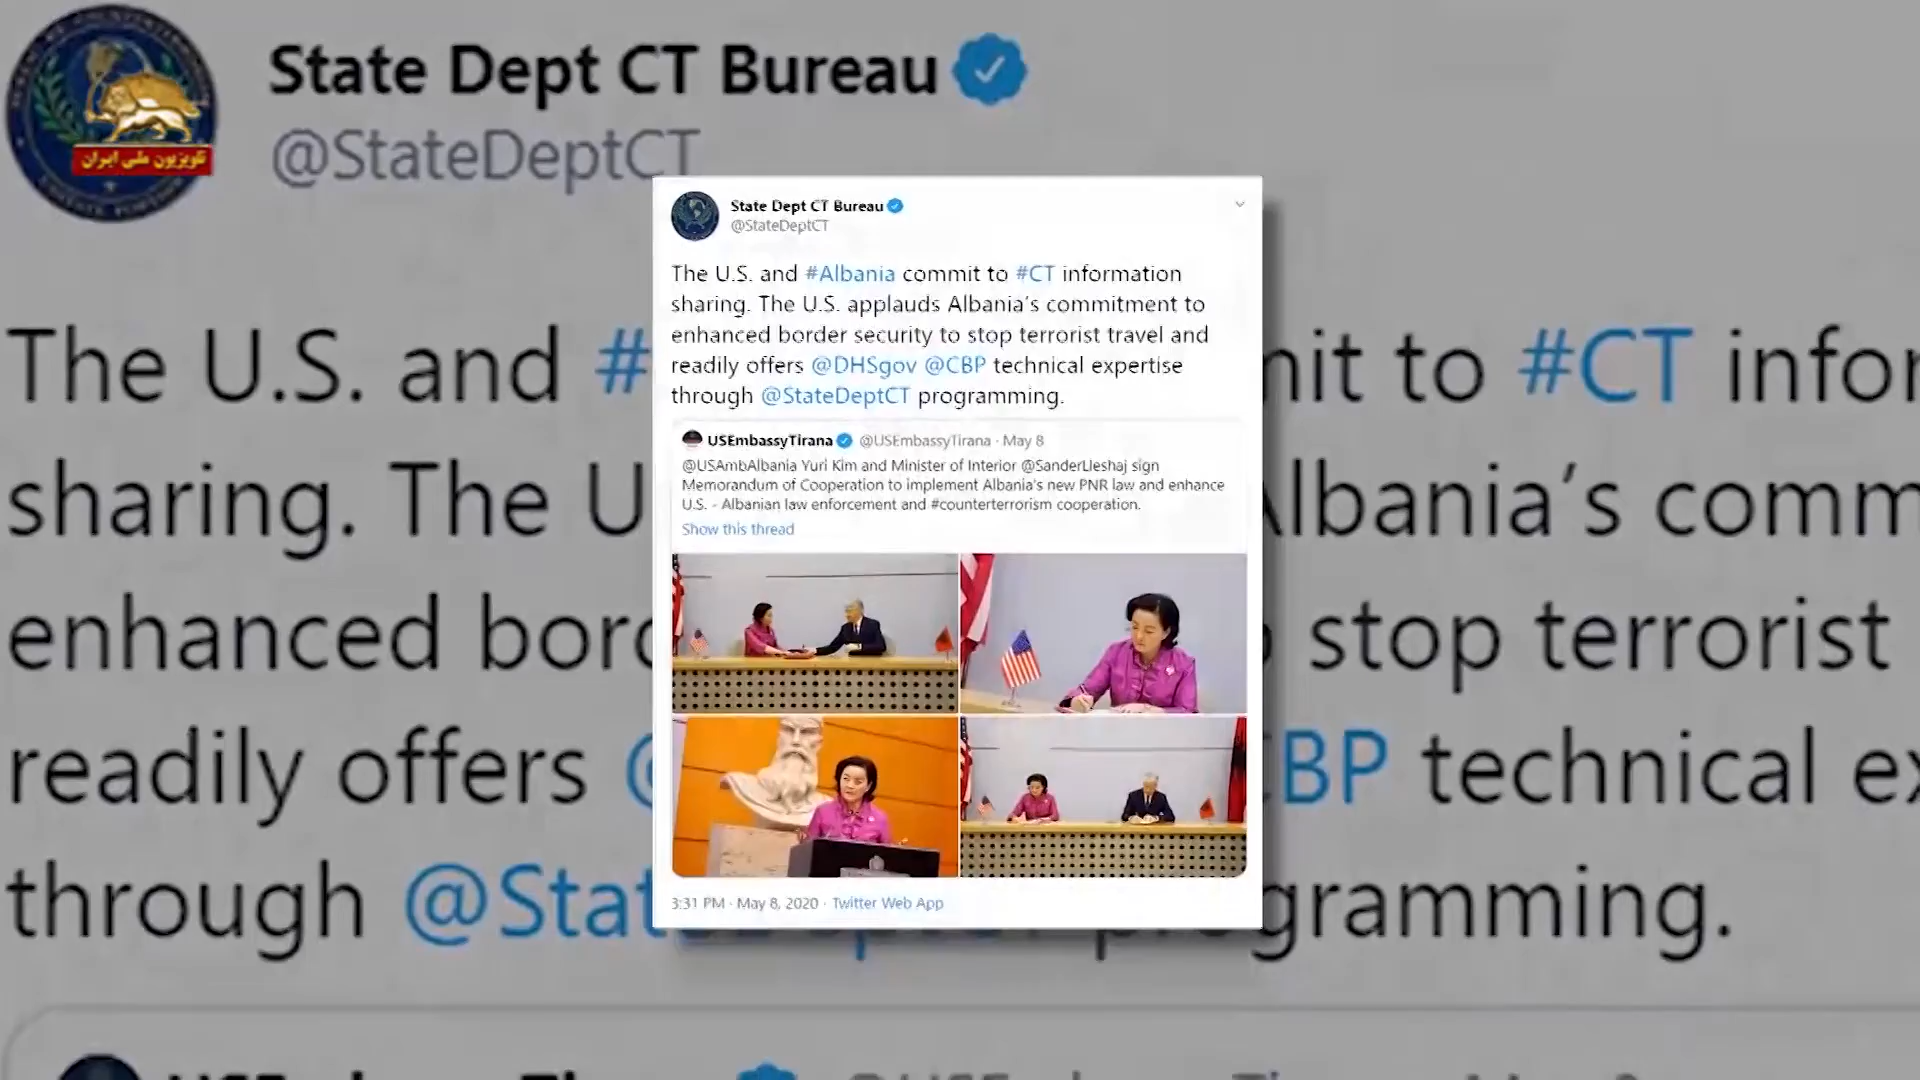 State Dept CT Bureau
@StateDeptCT
تلویزیون ملی ایران
State Dept CT Bureau
@StateDeptCT
The U.S. and #Albania commit to #CT information
sharing. The U.S. applauds Albania's commitment to
enhanced border security to stop terrorist travel and
readily offers @DHSgov @CBP technical expertise
through @StateDeptCT programming.
USEmbassyTirana @USEmbassyTirana · May 8
@USAmbAlbania Yuri Kim and Minister of Interior @SanderLleshaj sign
Memorandum of Cooperation to implement Albania's new PNR law and enhance
U.S. - Albanian law enforcement and #counterterrorism cooperation.
Show this thread
3:31 PM · May 8, 2020 · Twitter Web App
The U.S. and # mit to #CT infor
sharing. The U Albania's comm
enhanced bord stop terrorist
readily offers @ CBP technical ex
through @Stat programming.